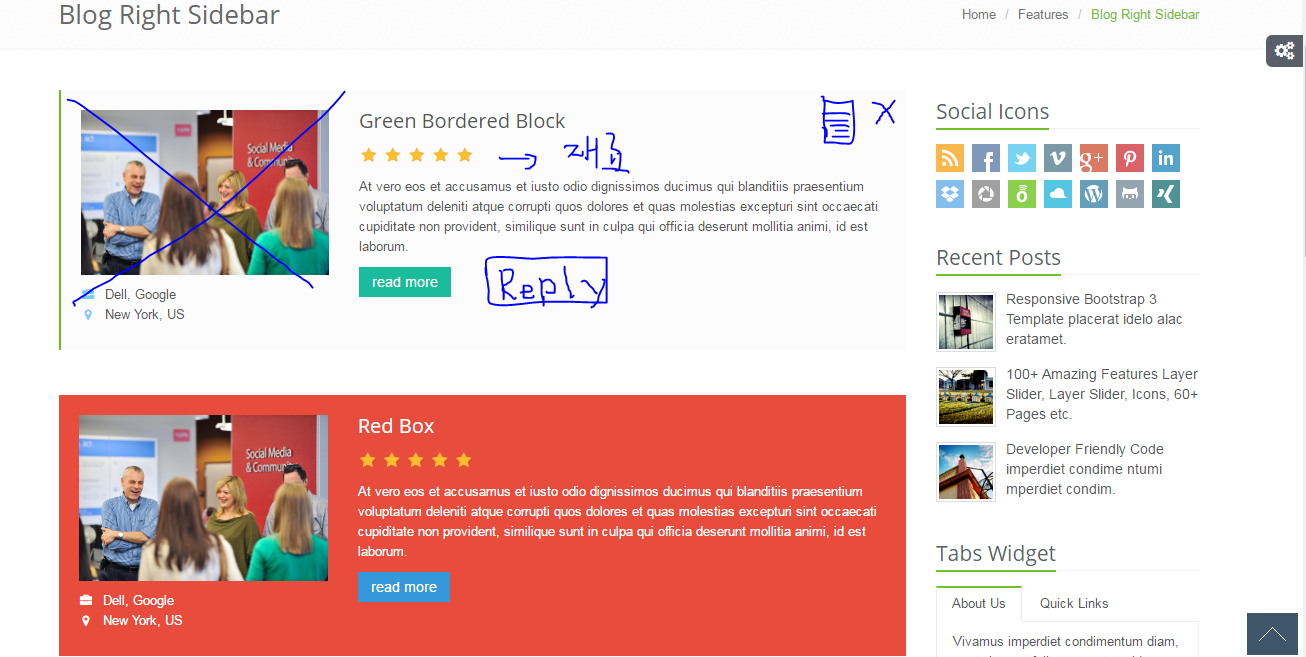 Blog Right Sidebar
Home / Features / Blog Right Sidebar
Social Media
& Commun
Green Bordered Block
→ 재료
X
At vero eos et accusamus et iusto odio dignissimos ducimus qui blanditiis praesentium
voluptatum deleniti atque corrupti quos dolores et quas molestias excepturi sint occaecati
cupiditate non provident, similique sunt in culpa qui officia deserunt mollitia animi, id est
laborum.
read more
Reply
Dell, Google
New York, US
Social Media
& Commun
Red Box
At vero eos et accusamus et iusto odio dignissimos ducimus qui blanditiis praesentium
voluptatum deleniti atque corrupti quos dolores et quas molestias excepturi sint occaecati
cupiditate non provident, similique sunt in culpa qui officia deserunt mollitia animi, id est
laborum.
read more
Dell, Google
New York, US
Social Icons
Recent Posts
Responsive Bootstrap 3
Template placerat idelo alac
eratamet.
100+ Amazing Features Layer
Slider, Layer Slider, Icons, 60+
Pages etc.
Developer Friendly Code
imperdiet condime ntumi
mperdiet condim.
Tabs Widget
About Us
Quick Links
Vivamus imperdiet condimentum diam,